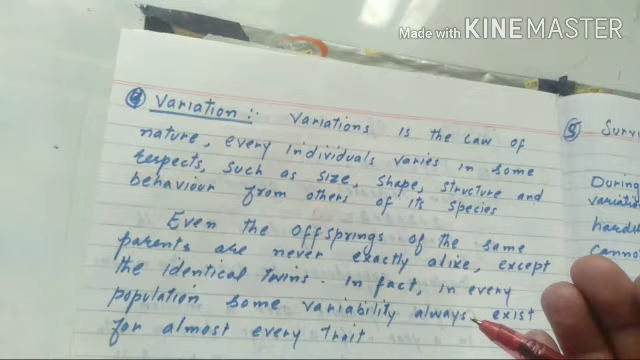 Made with KINEMASTER
④ Variation :- Variations is the Law of
nature, every individuals varies in some
respects, such as size, shape, structure and
behaviour from others of its species
Even the offsprings of the same
parents are never exactly alike, except
the identical twins. In fact, in every
population some variability always exist
for almost every trait
⑤ Surviv
During
variatio
hards
canno